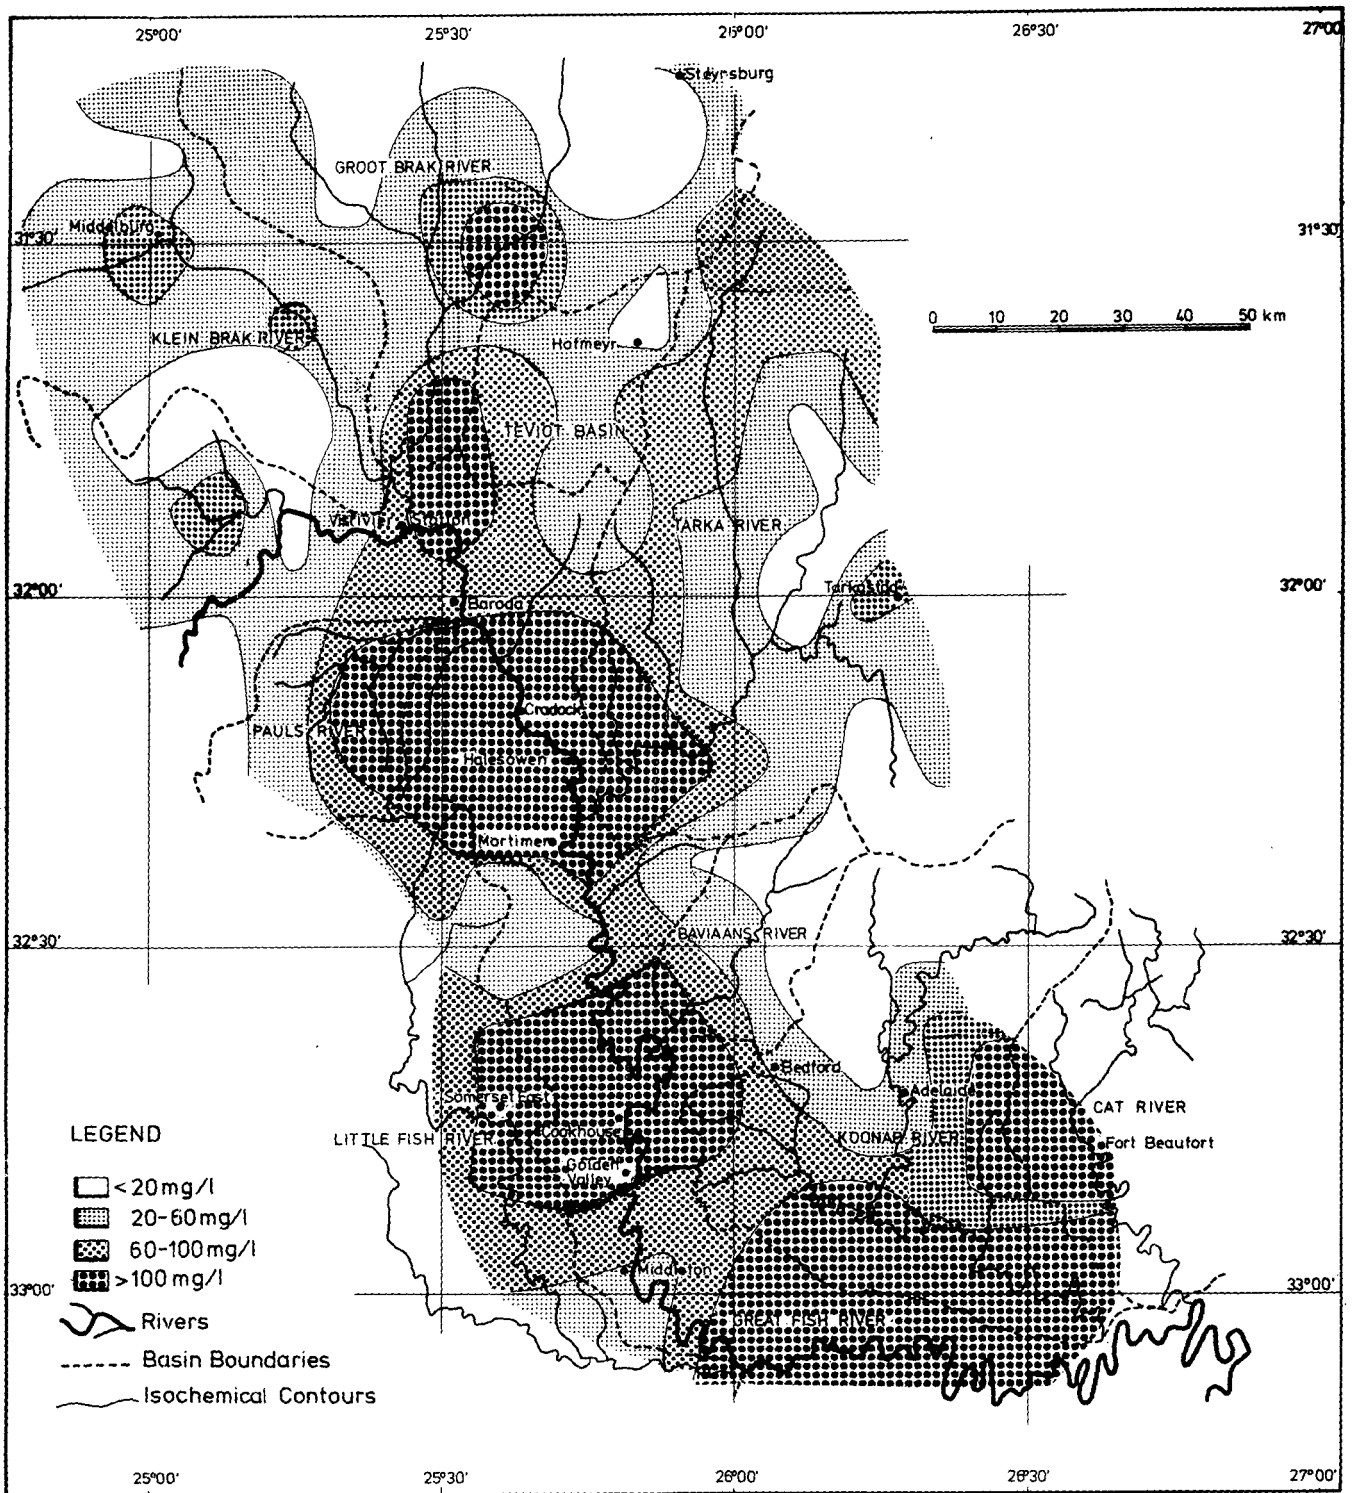 25°00'
25°30'
26°00'
26°30'
27°00'
Steynsburg
GROOT BRAK RIVER
Middelburg
31°30'
31°30'
0 10 20 30 40 50 km
KLEIN BRAK RIVER
Hofmeyr
TEVIOT BASIN
Visrivier Station
TARKA RIVER
32°00'
Tarkastad
32°00'
Baroda
Cradock
PAULS RIVER
Halesowen
Mortimer
BAVIAANS RIVER
32°30'
32°30'
Bedford
Adelaide
Somerset East
CAT RIVER
LEGEND
LITTLE FISH RIVER
Cookhouse
KOONAP RIVER
Fort Beaufort
Golden
Valley
<20mg/l
20-60mg/l
60-100mg/l
>100 mg/l
Middleton
33°00'
33°00'
Rivers
GREAT FISH RIVER
Basin Boundaries
Isochemical Contours
25°00'
25°30'
26°00'
26°30'
27°00'